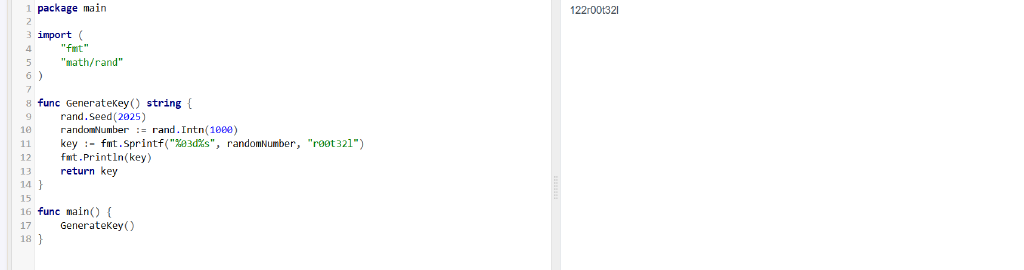 1 package main
2
3 import (
4     "fmt"
5     "math/rand"
6 )
7
8 func GenerateKey() string {
9     rand.Seed(2025)
10     randomNumber := rand.Intn(1000)
11     key := fmt.Sprintf("%03d%s", randomNumber, "r00t32l")
12     fmt.Println(key)
13     return key
14 }
15
16 func main() {
17     GenerateKey()
18 }
122r00t32l